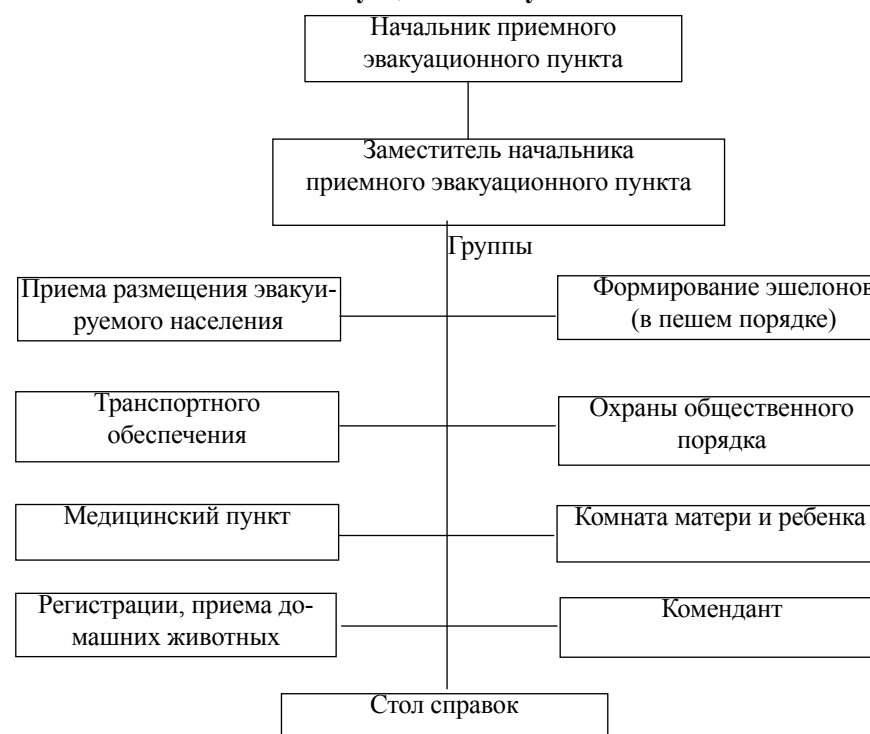 Начальник приемного
эвакуационного пункта
Заместитель начальника
приемного эвакуационного пункта
Группы
Приема размещения эвакуи-
руемого населения
Формирование эшелонов
(в пешем порядке)
Транспортного
обеспечения
Охраны общественного
порядка
Медицинский пункт
Комната матери и ребенка
Регистрации, приема до-
машних животных
Комендант
Стол справок